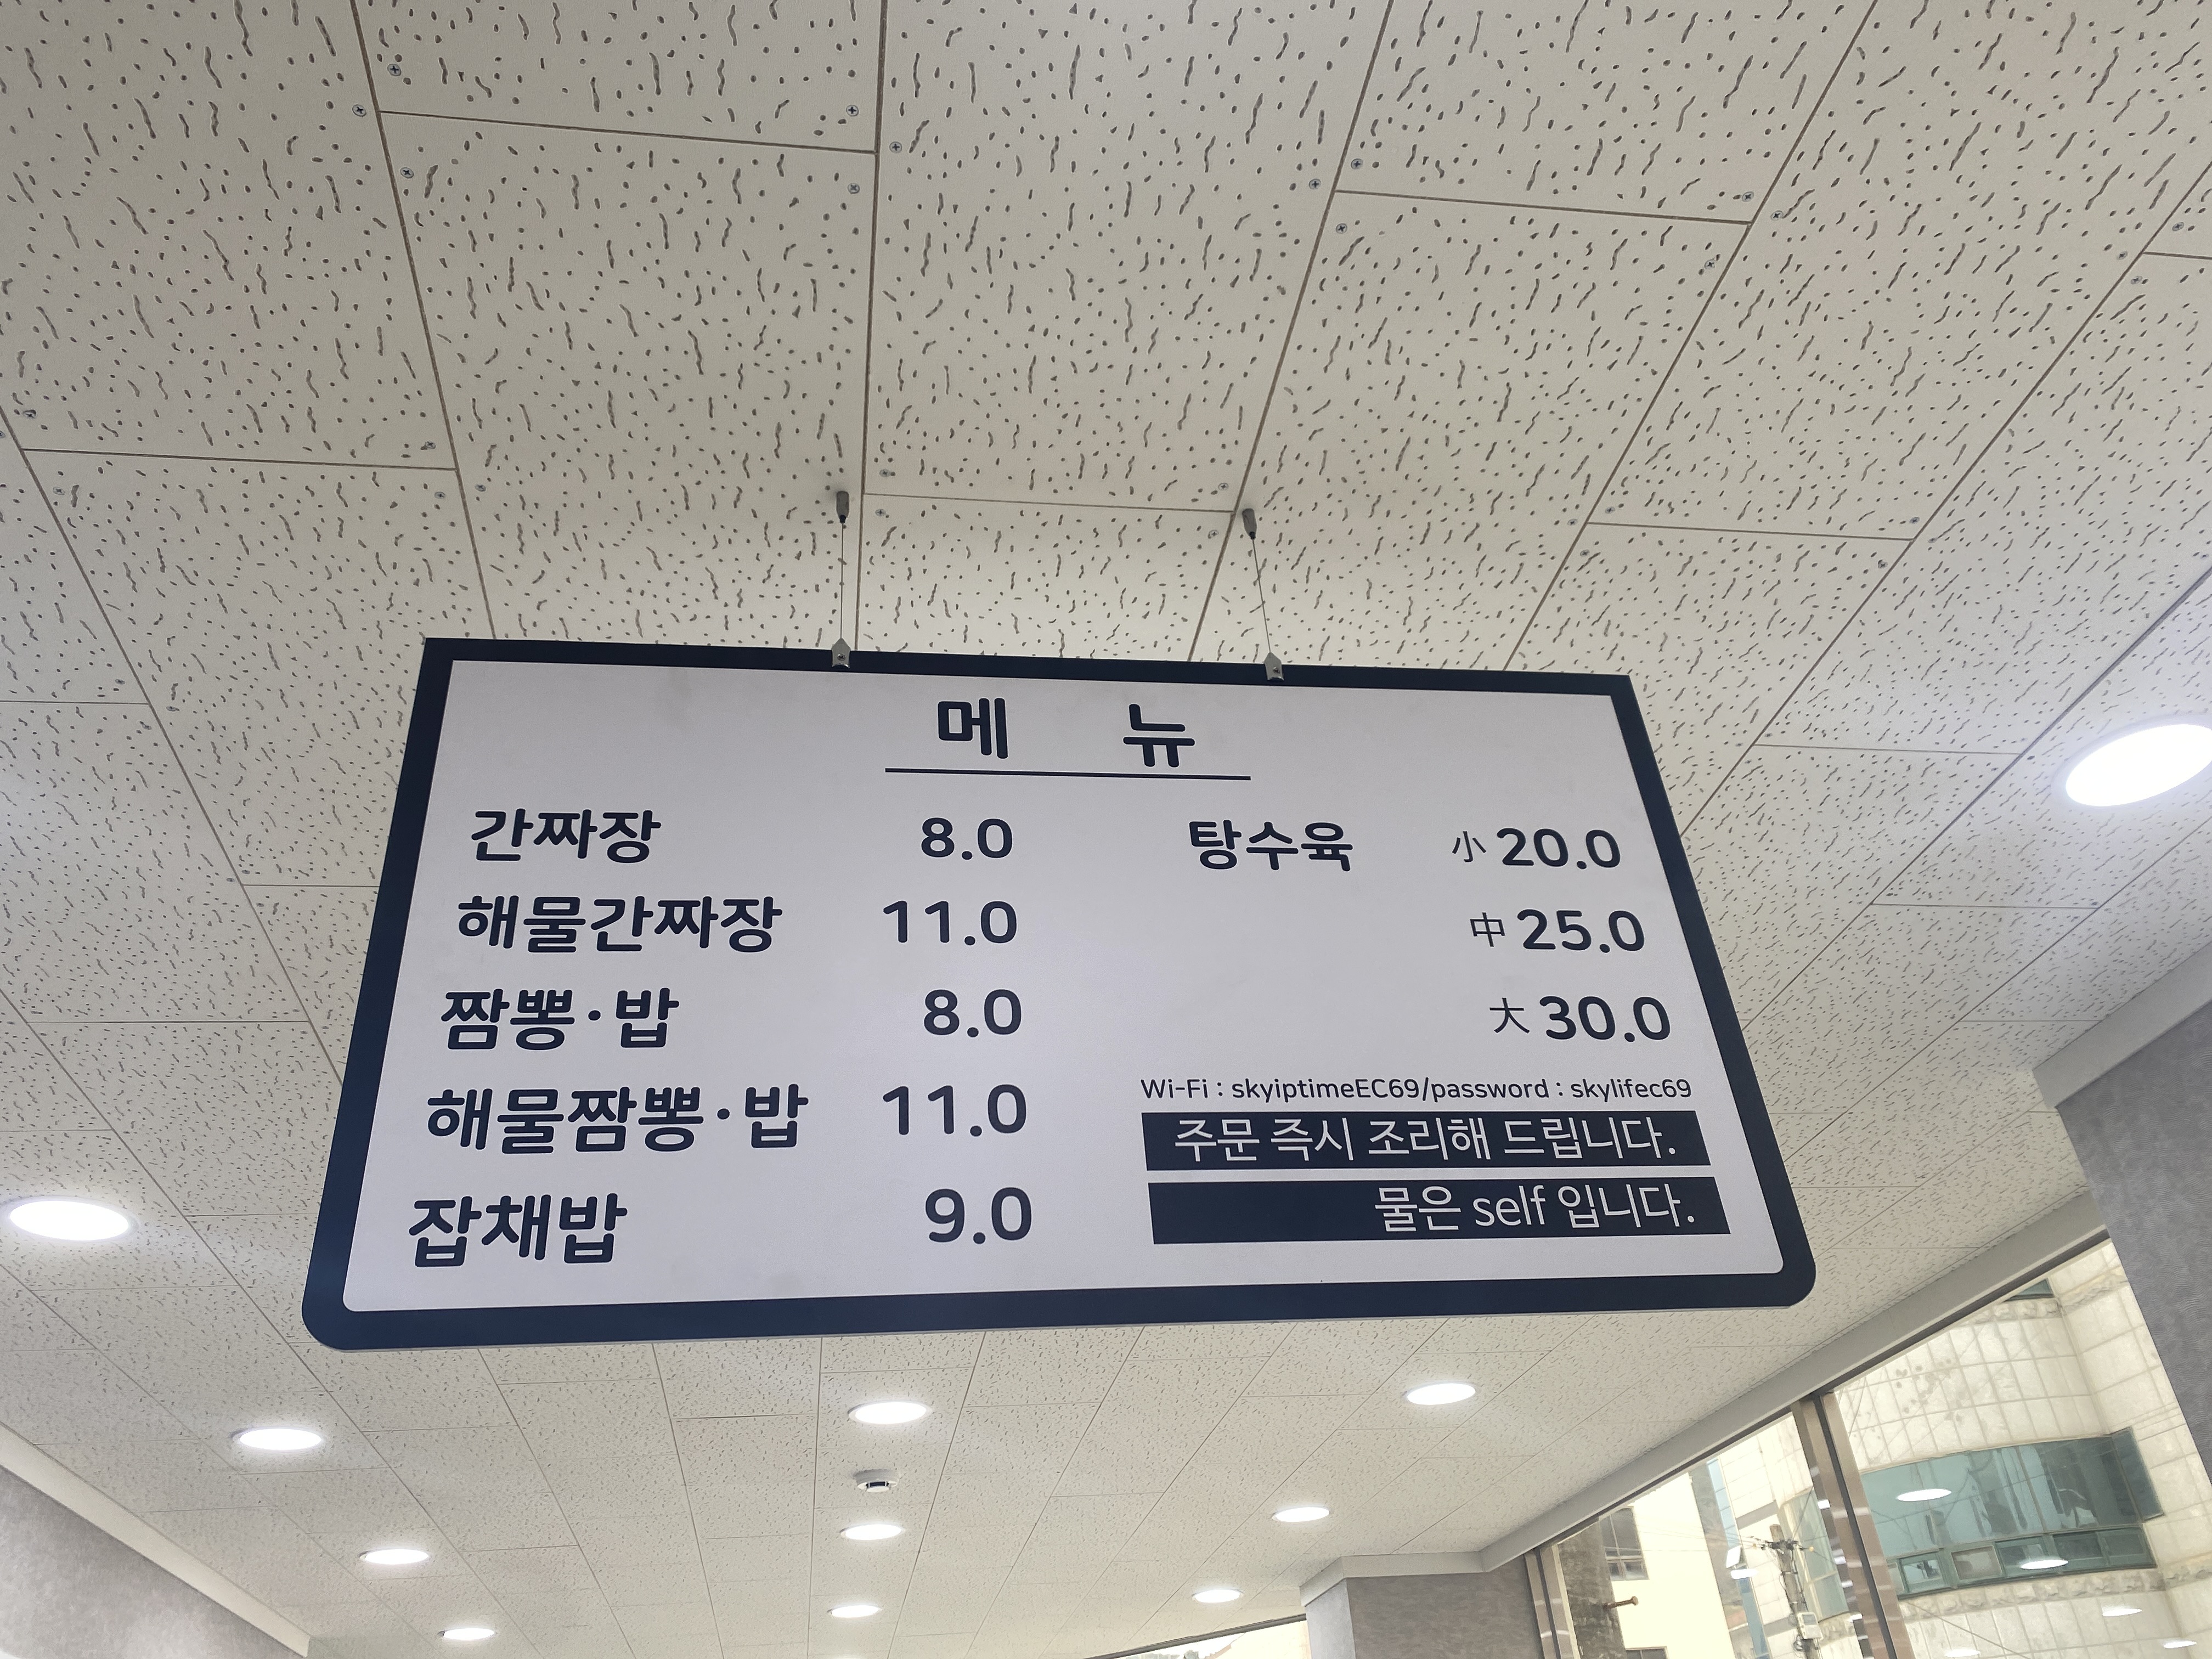 메 뉴
간짜장 8.0
해물간짜장 11.0
짬뽕·밥 8.0
해물짬뽕·밥 11.0
잡채밥 9.0
탕수육 小 20.0
中 25.0
大 30.0
Wi-Fi : skyiptimeEC69/password : skylifec69
주문 즉시 조리해 드립니다.
물은 self 입니다.